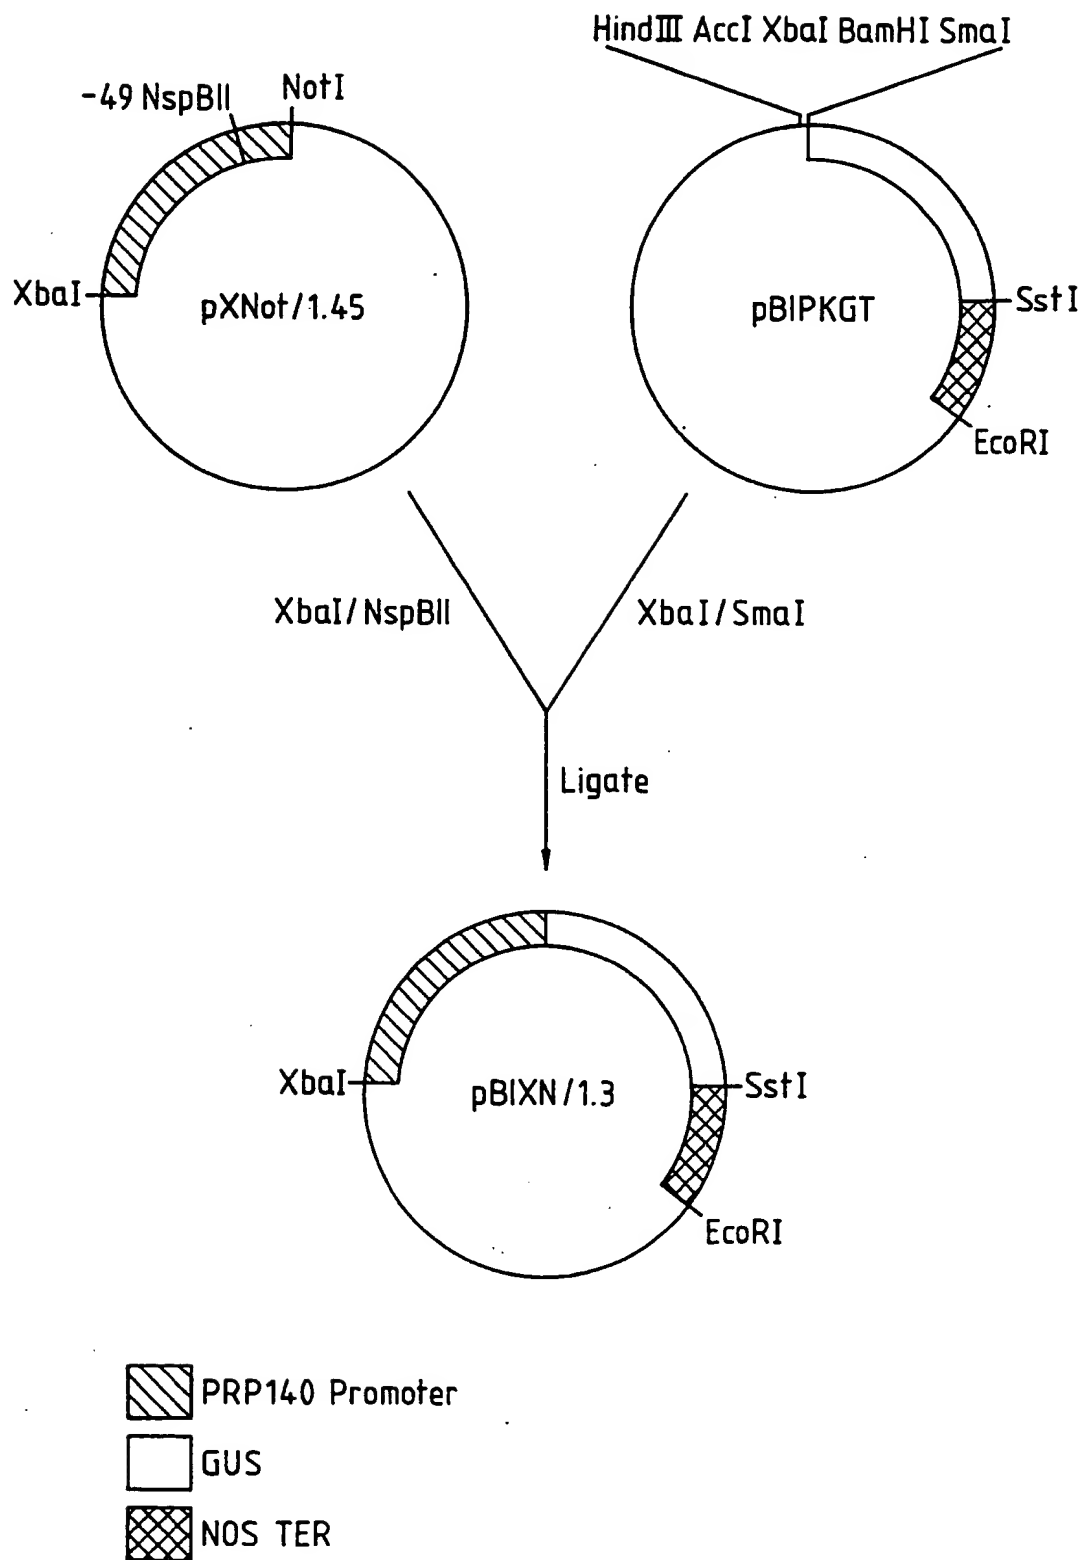 HindIII AccI XbaI BamHI SmaI
-49 NspBII NotI
XbaI
pXNot/1.45
pBIPKGT
SstI
EcoRI
XbaI/NspBII
XbaI/SmaI
Ligate
XbaI
pBIXN/1.3
SstI
EcoRI
PRP140 Promoter
GUS
NOS TER